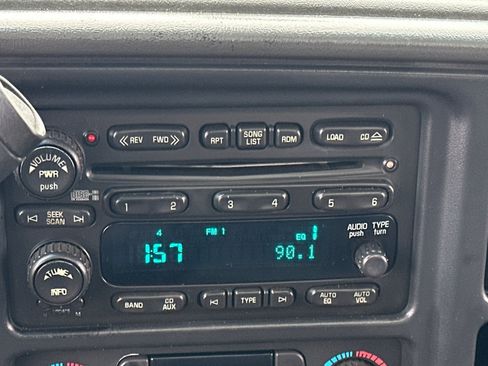 REV FWD
RPT
SONG
LIST
RDM
LOAD CD
VOLUME
PWR
push
1 2
3 4
5 6
SEEK
SCAN
4
FM 1
EQ
1:57
90.1
AUDIO TYPE
push turn
TUNE
INFO
BAND
CD
AUX
TYPE
AUTO
EQ
AUTO
VOL